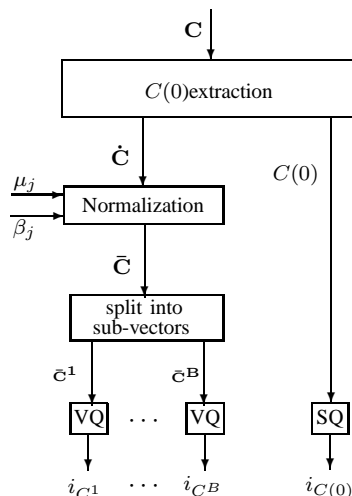 C
C(0)extraction
Ċ
C(0)
μ_j
Normalization
β_j
C̄
split into
sub-vectors
c̄¹ c̄ᴮ
VQ . . . VQ SQ
i_{C¹} . . . i_{Cᴮ} i_{C(0)}